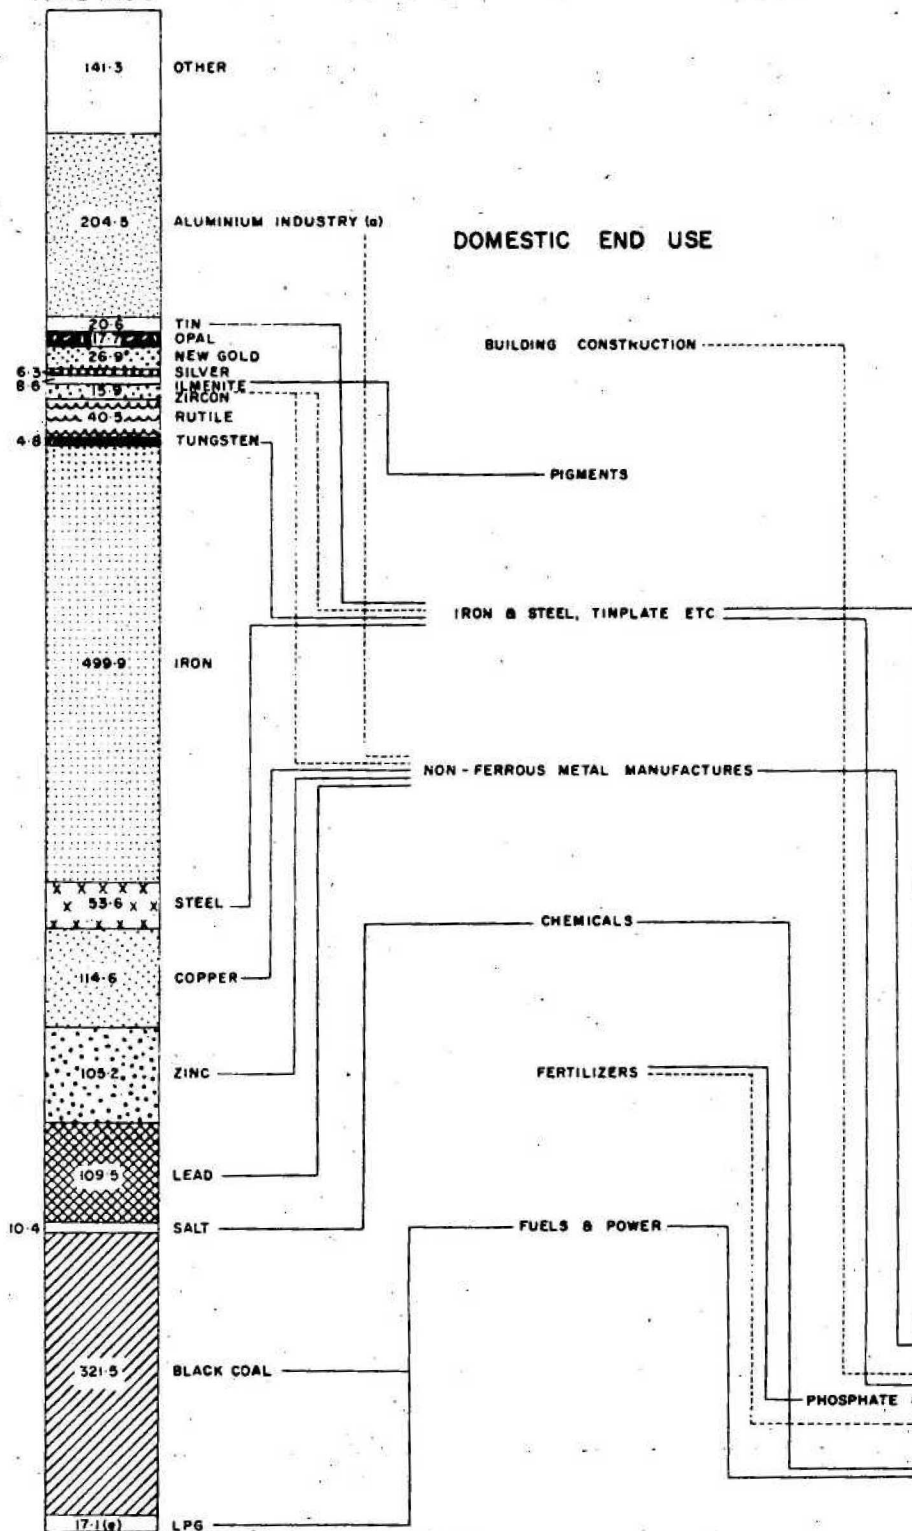 141·3 OTHER
204·5 ALUMINIUM INDUSTRY (a)
DOMESTIC END USE
20·6 TIN
17·7 OPAL
BUILDING CONSTRUCTION
26·9 NEW GOLD
6·3 SILVER
8·6 ILMENITE
15·9 ZIRCON
40·5 RUTILE
4·8 TUNGSTEN
PIGMENTS
IRON & STEEL, TINPLATE ETC
499·9 IRON
NON-FERROUS METAL MANUFACTURES
53·6 STEEL
CHEMICALS
114·6 COPPER
105·2 ZINC
FERTILIZERS
109·5 LEAD
10·4 SALT
FUELS & POWER
321·5 BLACK COAL
PHOSPHATE
17·1(e) LPG